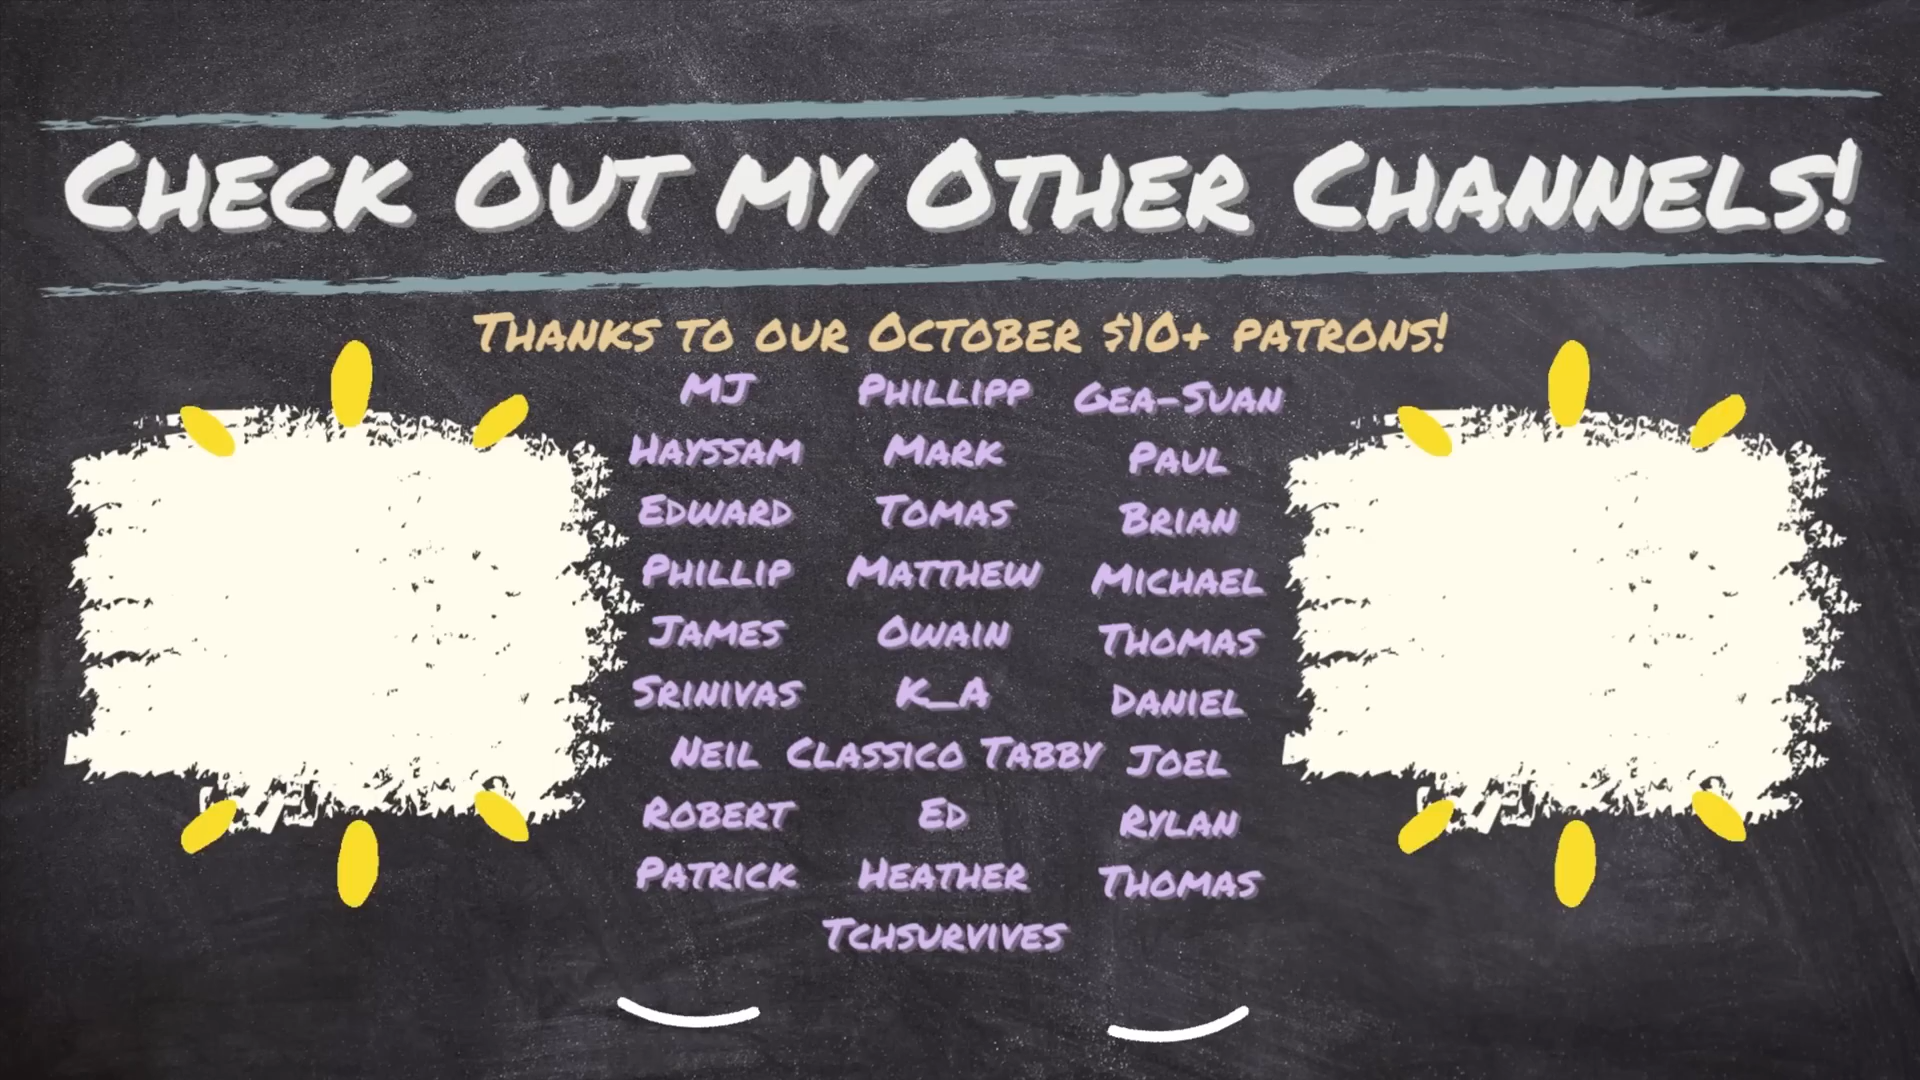 Check Out my Other Channels!
Thanks to our October $10+ patrons!
MJ Phillipp Gea-Suan
Hayssam Mark Paul
Edward Tomas Brian
Phillip Matthew Michael
James Owain Thomas
Srinivas K_A Daniel
Neil Classico Tabby Joel
Robert Ed Rylan
Patrick Heather Thomas
Tchsurvives